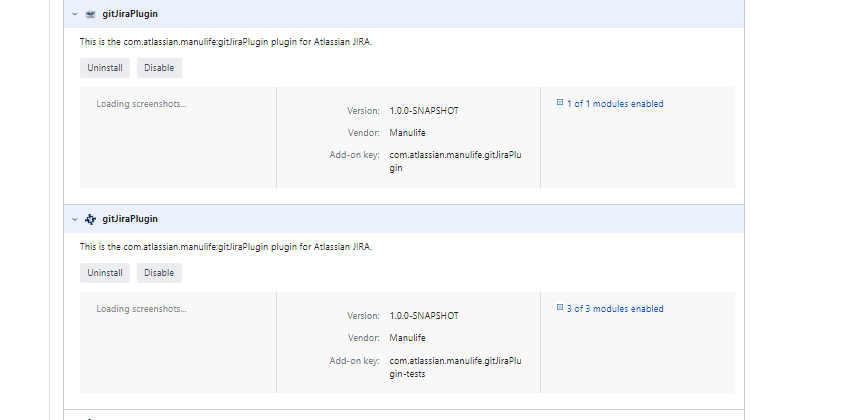 gitJiraPlugin
This is the com.atlassian.manulife:gitJiraPlugin plugin for Atlassian JIRA.
Uninstall Disable
Loading screenshots...
Version: 1.0.0-SNAPSHOT
Vendor: Manulife
Add-on key: com.atlassian.manulife.gitJiraPlu
gin
1 of 1 modules enabled
gitJiraPlugin
This is the com.atlassian.manulife:gitJiraPlugin plugin for Atlassian JIRA.
Uninstall Disable
Loading screenshots...
Version: 1.0.0-SNAPSHOT
Vendor: Manulife
Add-on key: com.atlassian.manulife.gitJiraPlu
gin-tests
3 of 3 modules enabled